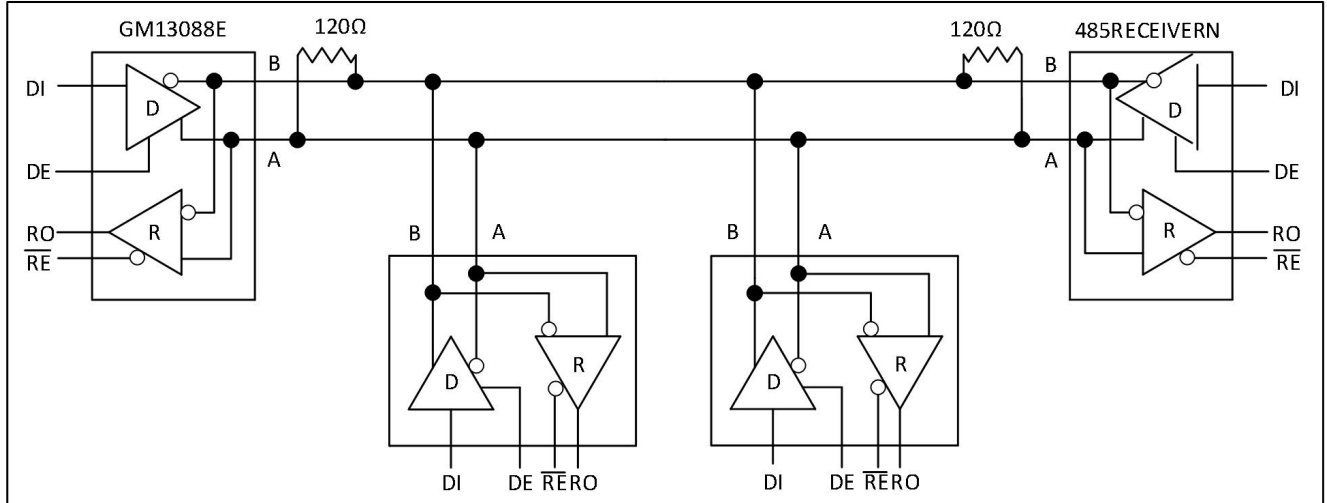 GM13088E 120Ω 120Ω 485RECEIVERN
B B
DI D D DI
A A
DE DE
B A B A
RO R R RO
RE RE
D R D R
DI DE RE RO DI DE RE RO